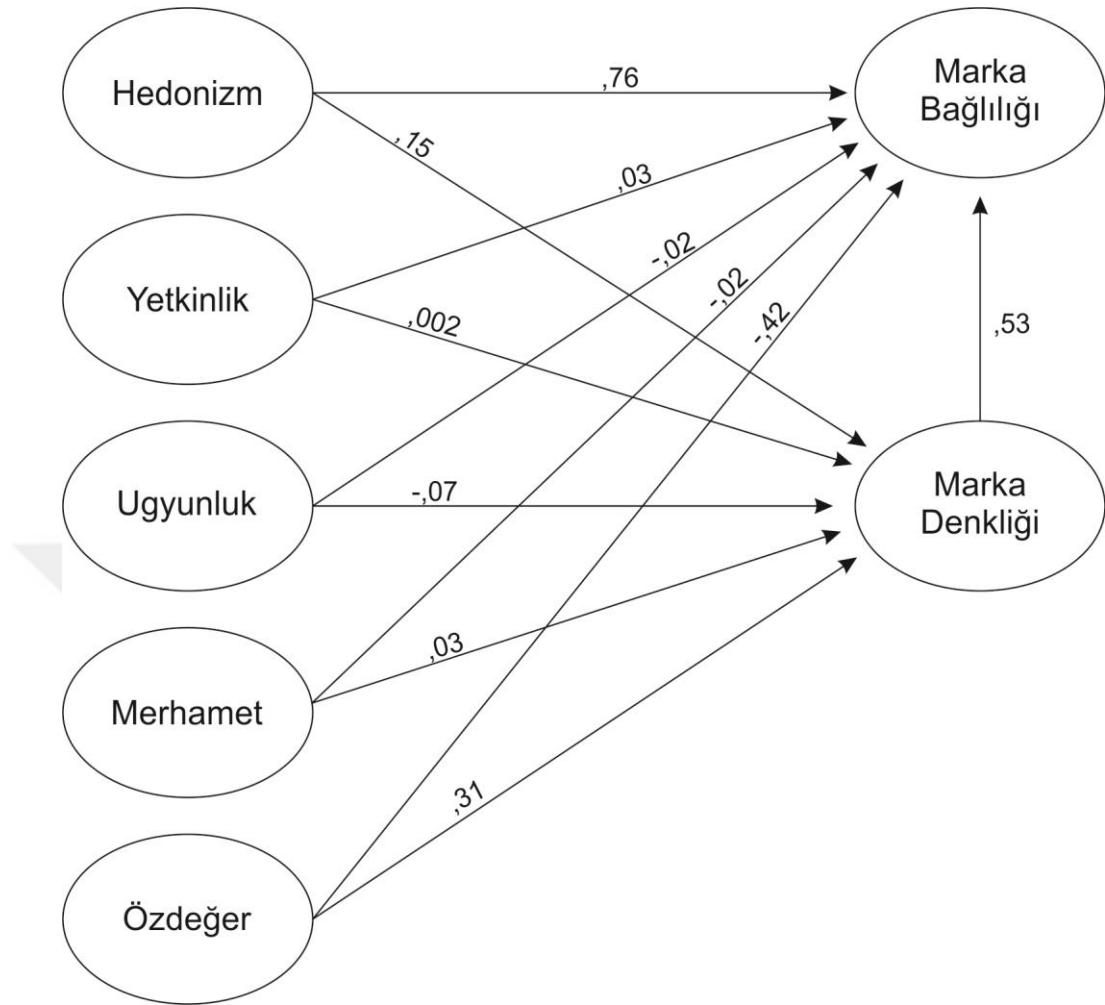 Hedonizm
Marka
Bağlılığı
,76
,15
,03
Yetkinlik
-,02
-,02
,002
-,42
,53
Ugyunluk
-,07
Marka
Denkliği
Merhamet
,03
,31
Özdeğer